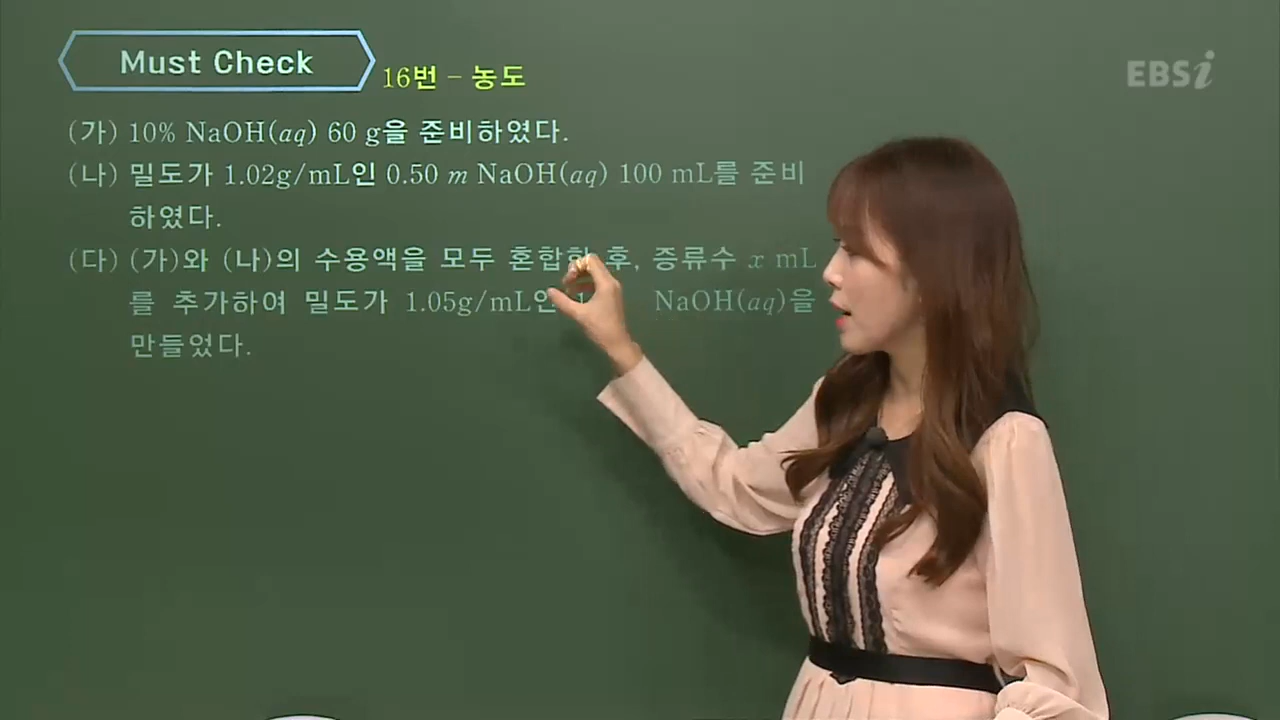 Must Check
16번 – 농도
EBSi
(가) 10% NaOH(aq) 60 g을 준비하였다.
(나) 밀도가 1.02g/mL인 0.50 m NaOH(aq) 100 mL를 준비
하였다.
(다) (가)와 (나)의 수용액을 모두 혼합한 후, 증류수 x mL
를 추가하여 밀도가 1.05g/mL인 NaOH(aq)을
만들었다.